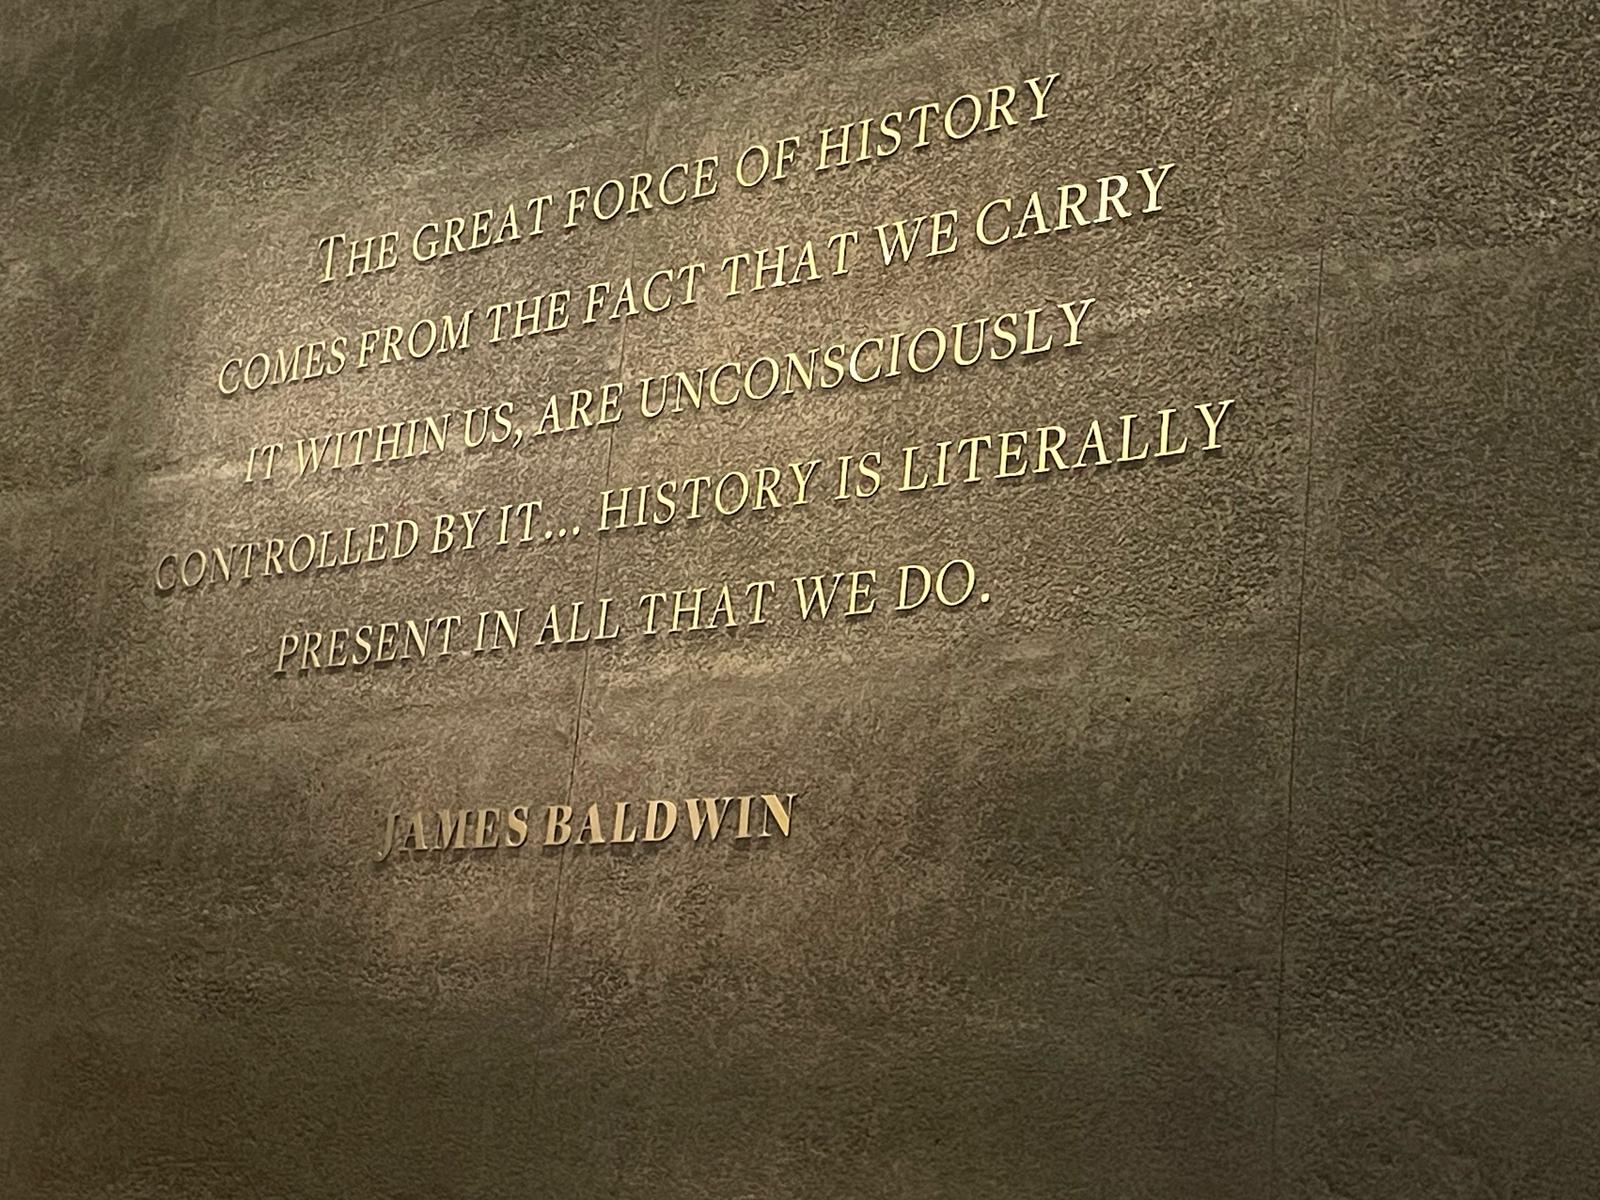 THE GREAT FORCE OF HISTORY
COMES FROM THE FACT THAT WE CARRY
IT WITHIN US, ARE UNCONSCIOUSLY
CONTROLLED BY IT... HISTORY IS LITERALLY
PRESENT IN ALL THAT WE DO.
JAMES BALDWIN